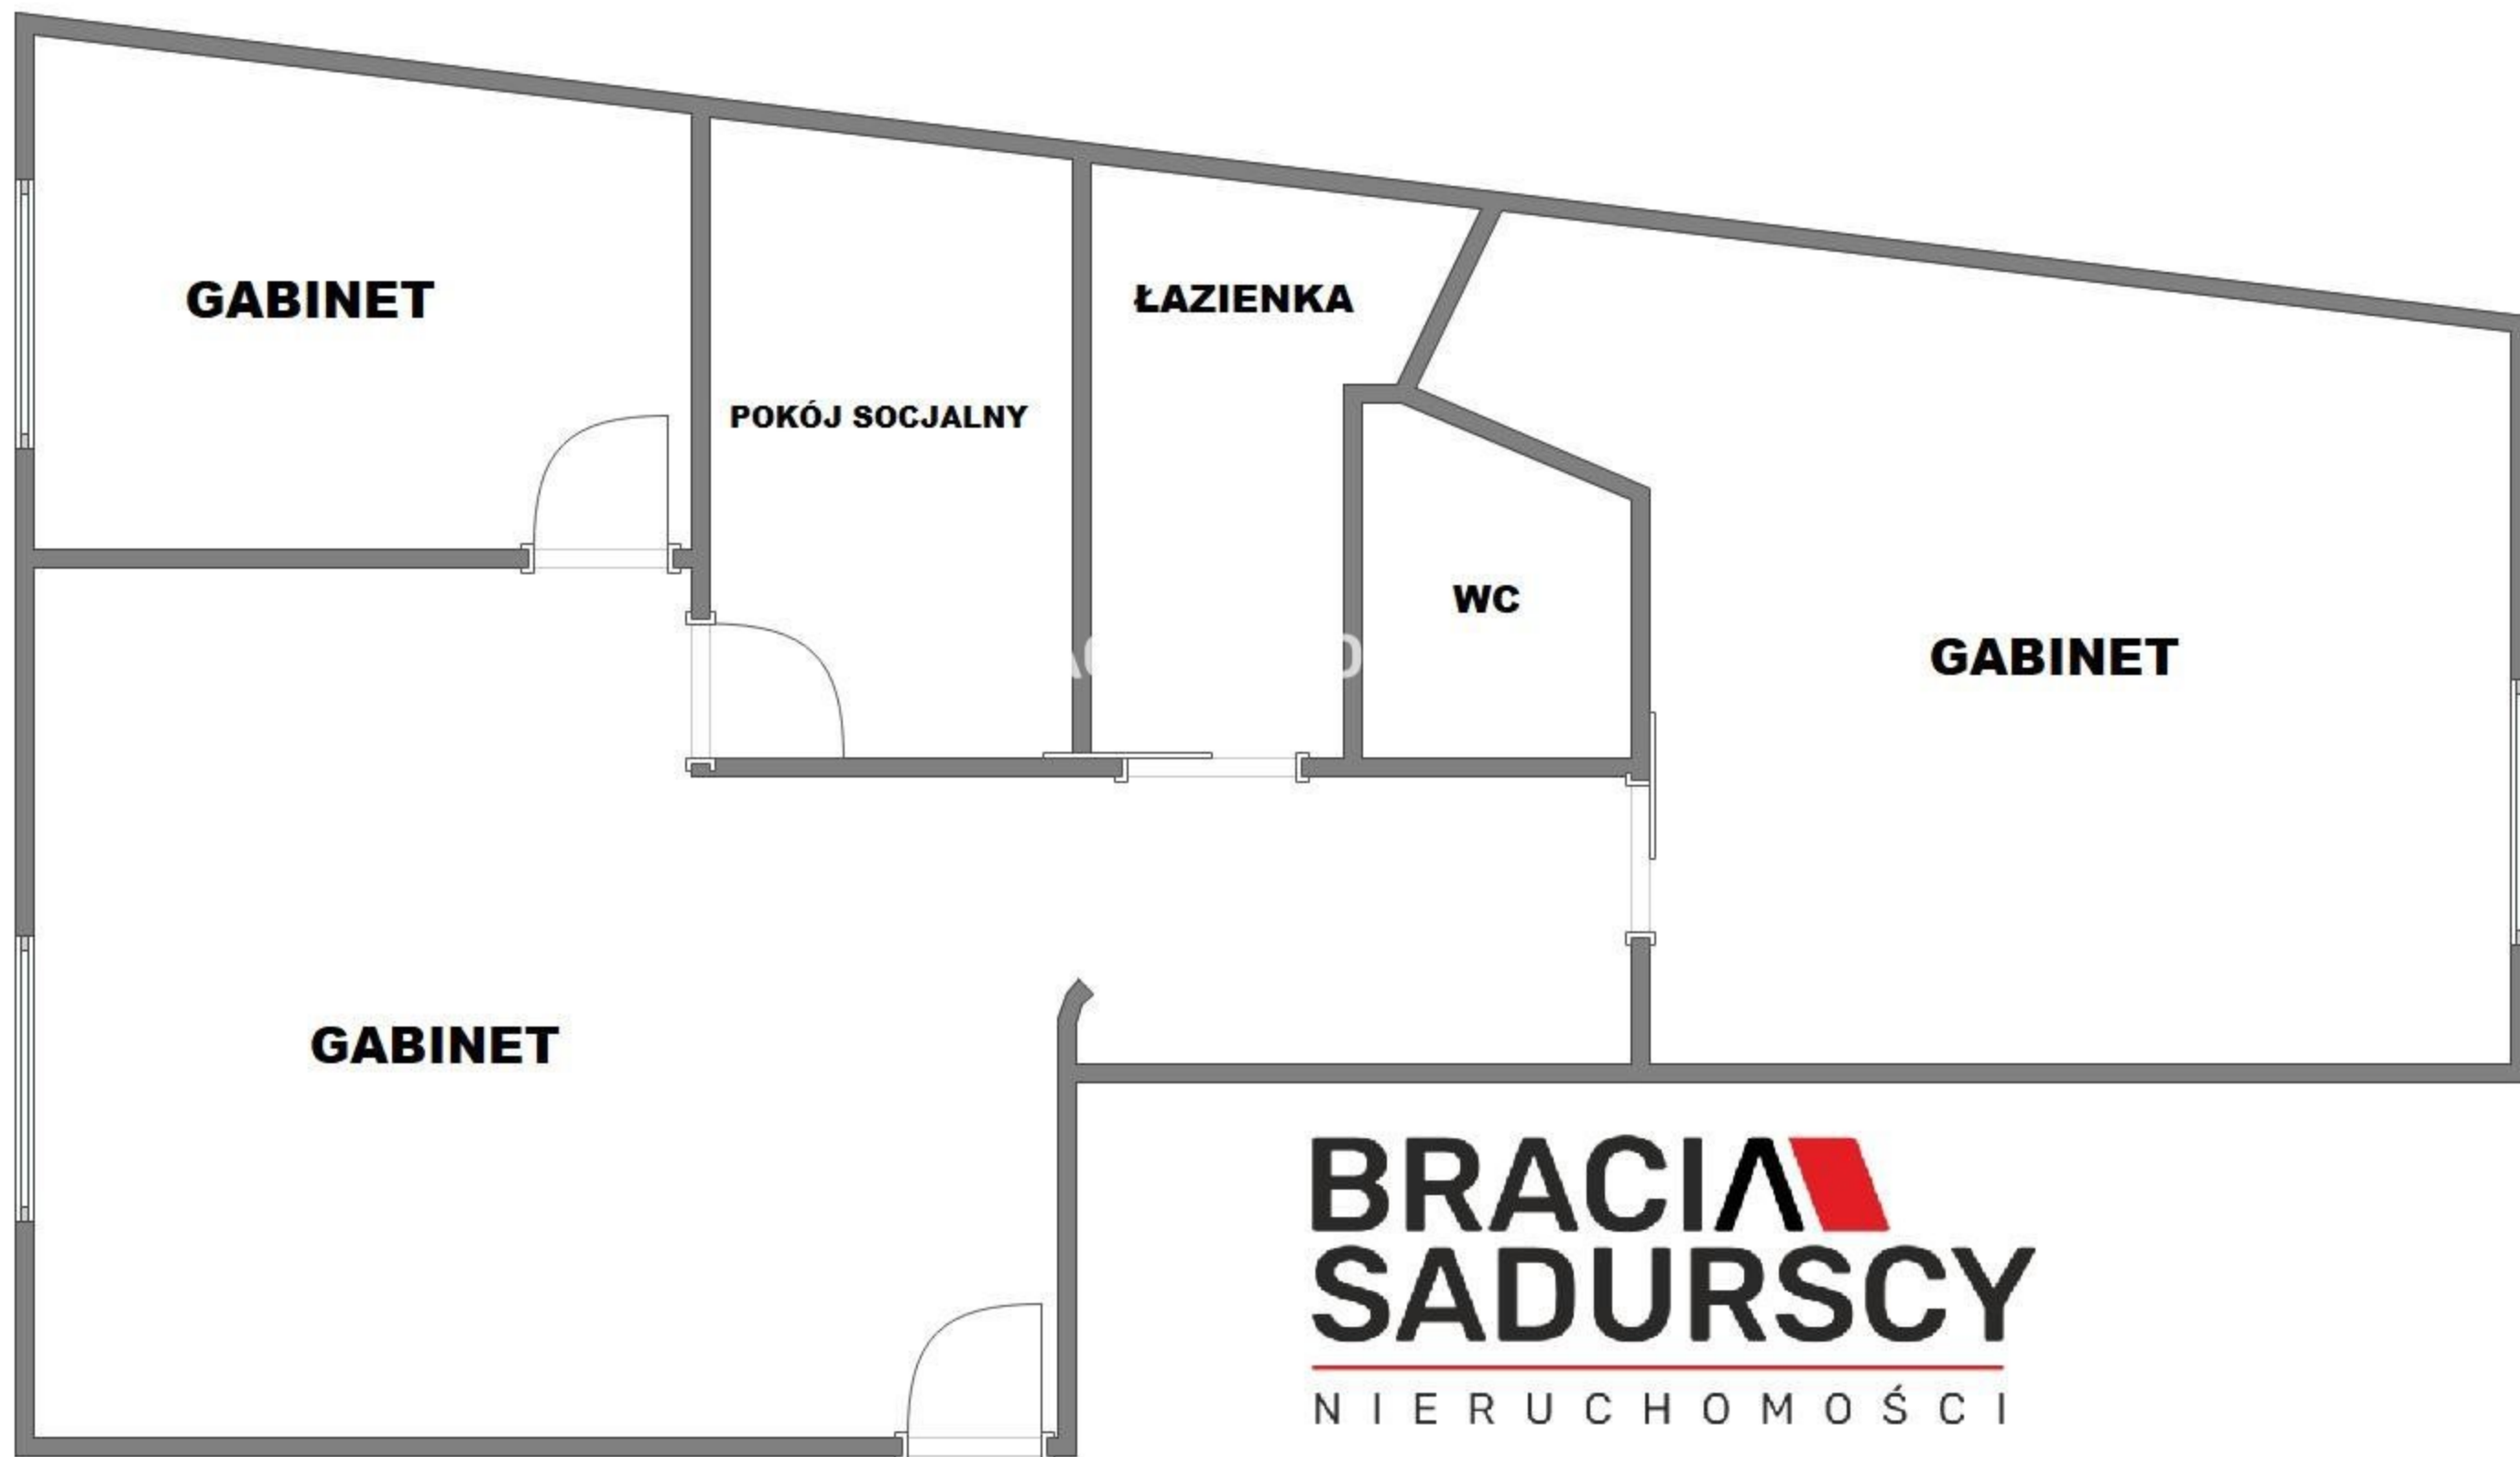 GABINET
ŁAZIENKA
POKÓJ SOCJALNY
WC
GABINET
GABINET
BRACIA
SADURSCY
NIERUCHOMOŚCI